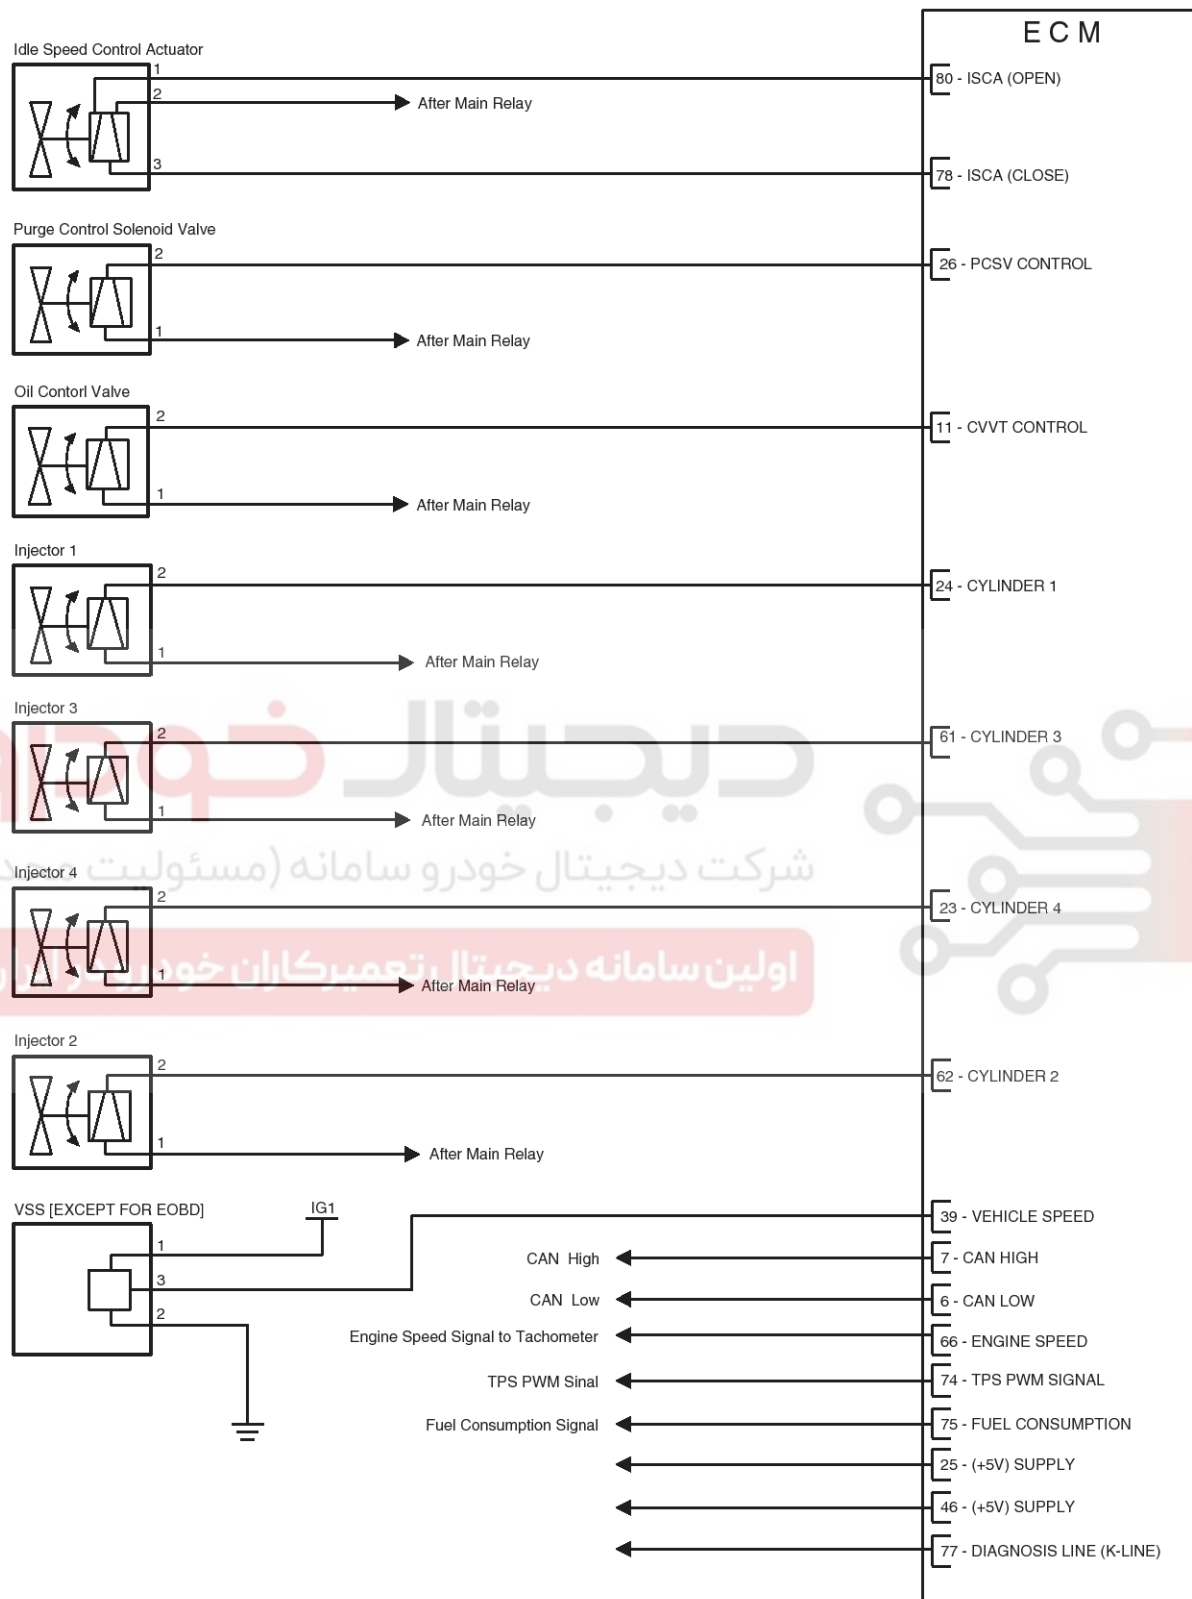 E C M
Idle Speed Control Actuator
1
80 - ISCA (OPEN)
2
After Main Relay
3
78 - ISCA (CLOSE)
Purge Control Solenoid Valve
2
26 - PCSV CONTROL
1
After Main Relay
Oil Contorl Valve
2
11 - CVVT CONTROL
1
After Main Relay
Injector 1
2
24 - CYLINDER 1
1
After Main Relay
Injector 3
2
61 - CYLINDER 3
دیجیتال خودرو
1
After Main Relay
شرکت دیجیتال خودرو سامانه (مسئولیت
Injector 4
2
23 - CYLINDER 4
اولین سامانه دیجیتال تعمیرکاران خودرو در
1
After Main Relay
Injector 2
2
62 - CYLINDER 2
1
After Main Relay
VSS [EXCEPT FOR EOBD]
IG1
39 - VEHICLE SPEED
1
CAN High
7 - CAN HIGH
3
CAN Low
6 - CAN LOW
2
Engine Speed Signal to Tachometer
66 - ENGINE SPEED
TPS PWM Sinal
74 - TPS PWM SIGNAL
Fuel Consumption Signal
75 - FUEL CONSUMPTION
25 - (+5V) SUPPLY
46 - (+5V) SUPPLY
77 - DIAGNOSIS LINE (K-LINE)